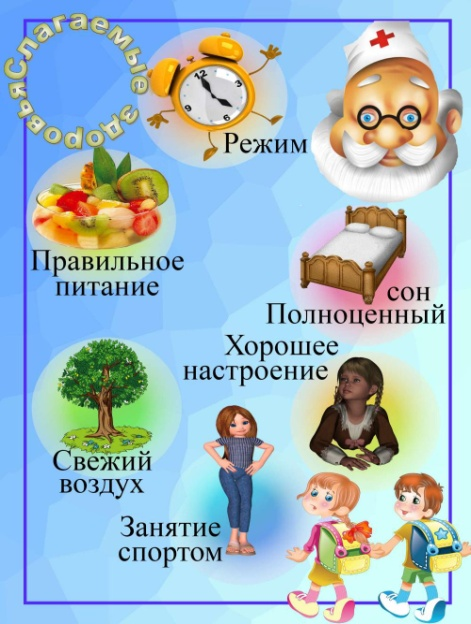 Слагаемые здоровья
Режим
Правильное
питание
сон
Полноценный
Хорошее
настроение
Свежий
воздух
Занятие
спортом